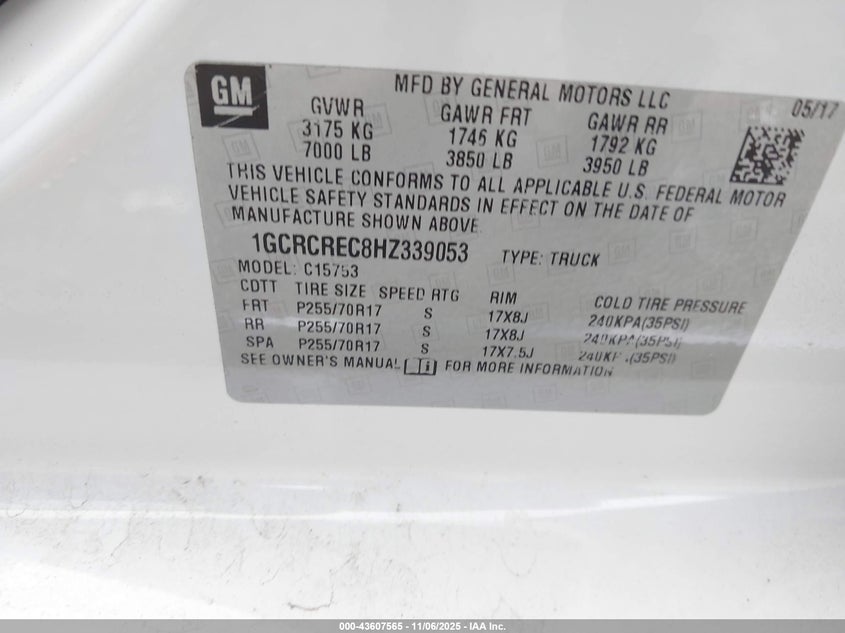 GM
MFD BY GENERAL MOTORS LLC
05/17
GVWR GAWR FRT GAWR RR
3175 KG 1746 KG 1792 KG
7000 LB 3850 LB 3950 LB
THIS VEHICLE CONFORMS TO ALL APPLICABLE U.S. FEDERAL MOTOR
VEHICLE SAFETY STANDARDS IN EFFECT ON THE DATE OF
MANUFACTURE SHOWN ABOVE.
1GCRCREC8HZ339053 TYPE: TRUCK
MODEL: C15753
CDTT TIRE SIZE SPEED RTG RIM COLD TIRE PRESSURE
FRT P255/70R17 S 17X8J 240KPA(35PSI)
RR P255/70R17 S 17X8J 240KPA(35PSI)
SPA P255/70R17 S 17X7.5J 240KP.(35PSI)
SEE OWNER'S MANUAL i FOR MORE INFORMATION
000-43607565 - 11/06/2025 - IAA Inc.